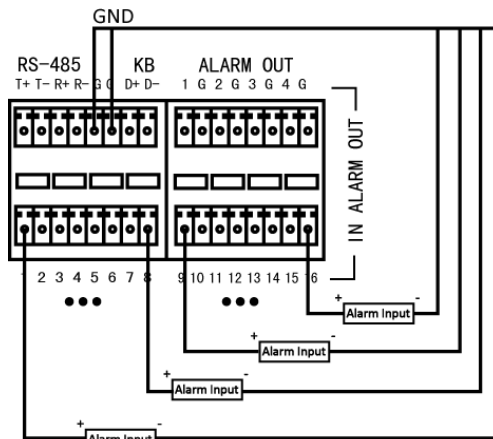 GND
RS-485 KB ALARM OUT
T+ T- R+ R- G G D+ D- 1 G 2 G 3 G 4 G
IN ALARM OUT
1 2 3 4 5 6 7 8 9 10 11 12 13 14 15 16
••• •••
+ -
Alarm Input
+ -
Alarm Input
+ -
Alarm Input
+ -
Alarm Input